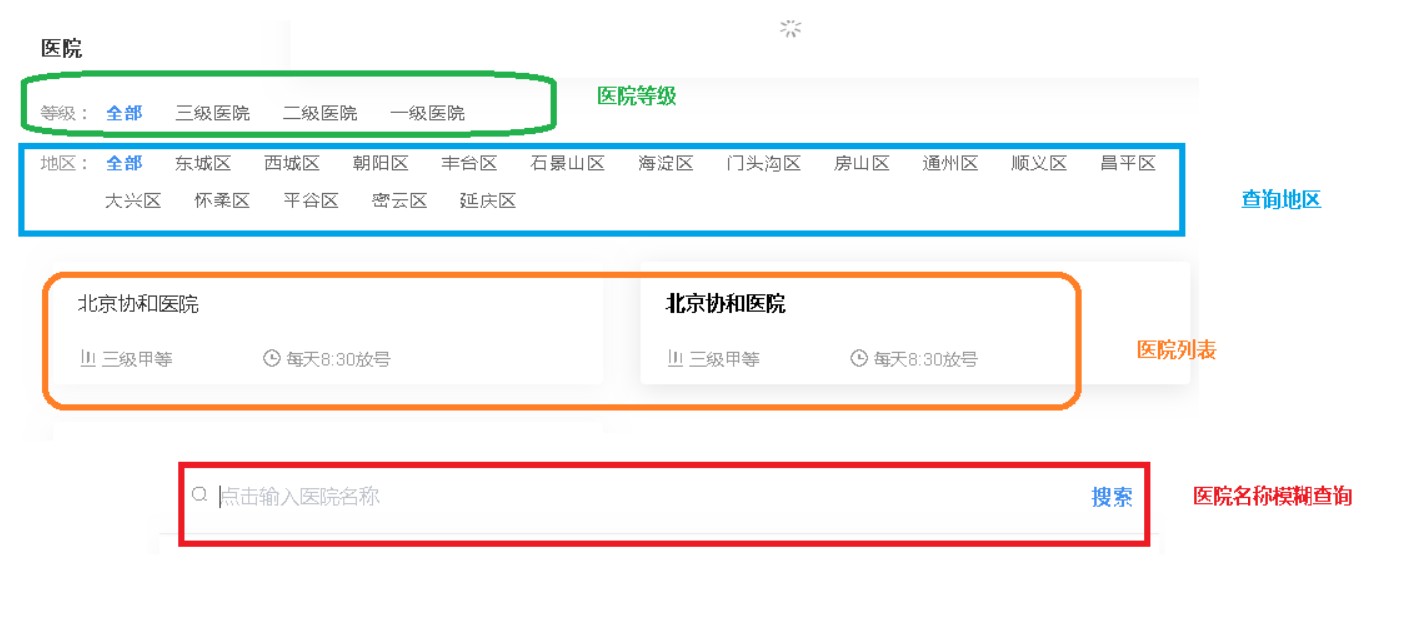 医院
医院等级
等级： 全部 三级医院 二级医院 一级医院
地区： 全部 东城区 西城区 朝阳区 丰台区 石景山区 海淀区 门头沟区 房山区 通州区 顺义区 昌平区
大兴区 怀柔区 平谷区 密云区 延庆区
查询地区
北京协和医院 北京协和医院
三级甲等 每天8:30放号 三级甲等 每天8:30放号
医院列表
点击输入医院名称 搜索
医院名称模糊查询